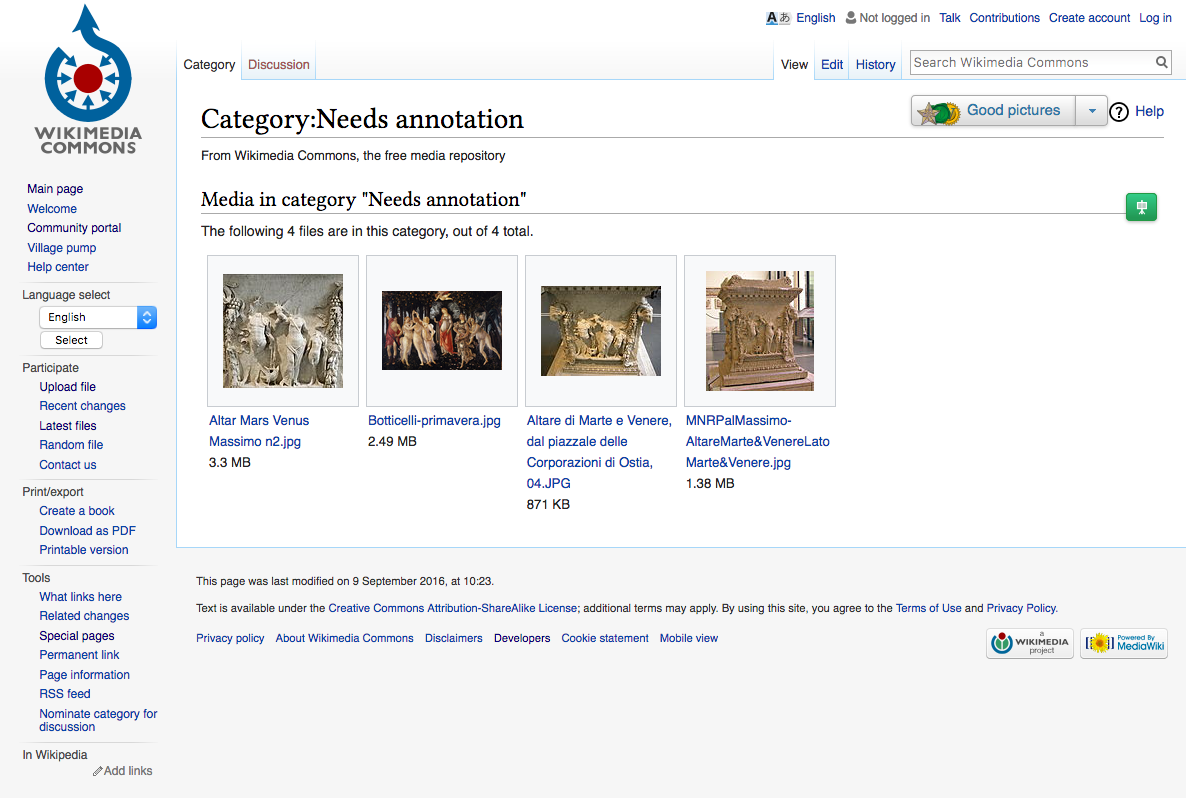 English Not logged in Talk Contributions Create account Log in
Category Discussion View Edit History Search Wikimedia Commons
WIKIMEDIA
COMMONS
Category:Needs annotation
Good pictures Help
From Wikimedia Commons, the free media repository
Main page
Welcome
Community portal
Village pump
Help center
Language select
English
Select
Participate
Upload file
Recent changes
Latest files
Random file
Contact us
Print/export
Create a book
Download as PDF
Printable version
Tools
What links here
Related changes
Special pages
Permanent link
Page information
RSS feed
Nominate category for
discussion
In Wikipedia
Add links
Media in category "Needs annotation"
The following 4 files are in this category, out of 4 total.
Altar Mars Venus
Massimo n2.jpg
3.3 MB
Botticelli-primavera.jpg
2.49 MB
Altare di Marte e Venere,
dal piazzale delle
Corporazioni di Ostia,
04.JPG
871 KB
MNRPalMassimo-
AltareMarte&VenereLato
Marte&Venere.jpg
1.38 MB
This page was last modified on 9 September 2016, at 10:23.
Text is available under the Creative Commons Attribution-ShareAlike License; additional terms may apply. By using this site, you agree to the Terms of Use and Privacy Policy.
Privacy policy About Wikimedia Commons Disclaimers Developers Cookie statement Mobile view
a
WIKIMEDIA
project
Powered By
MediaWiki